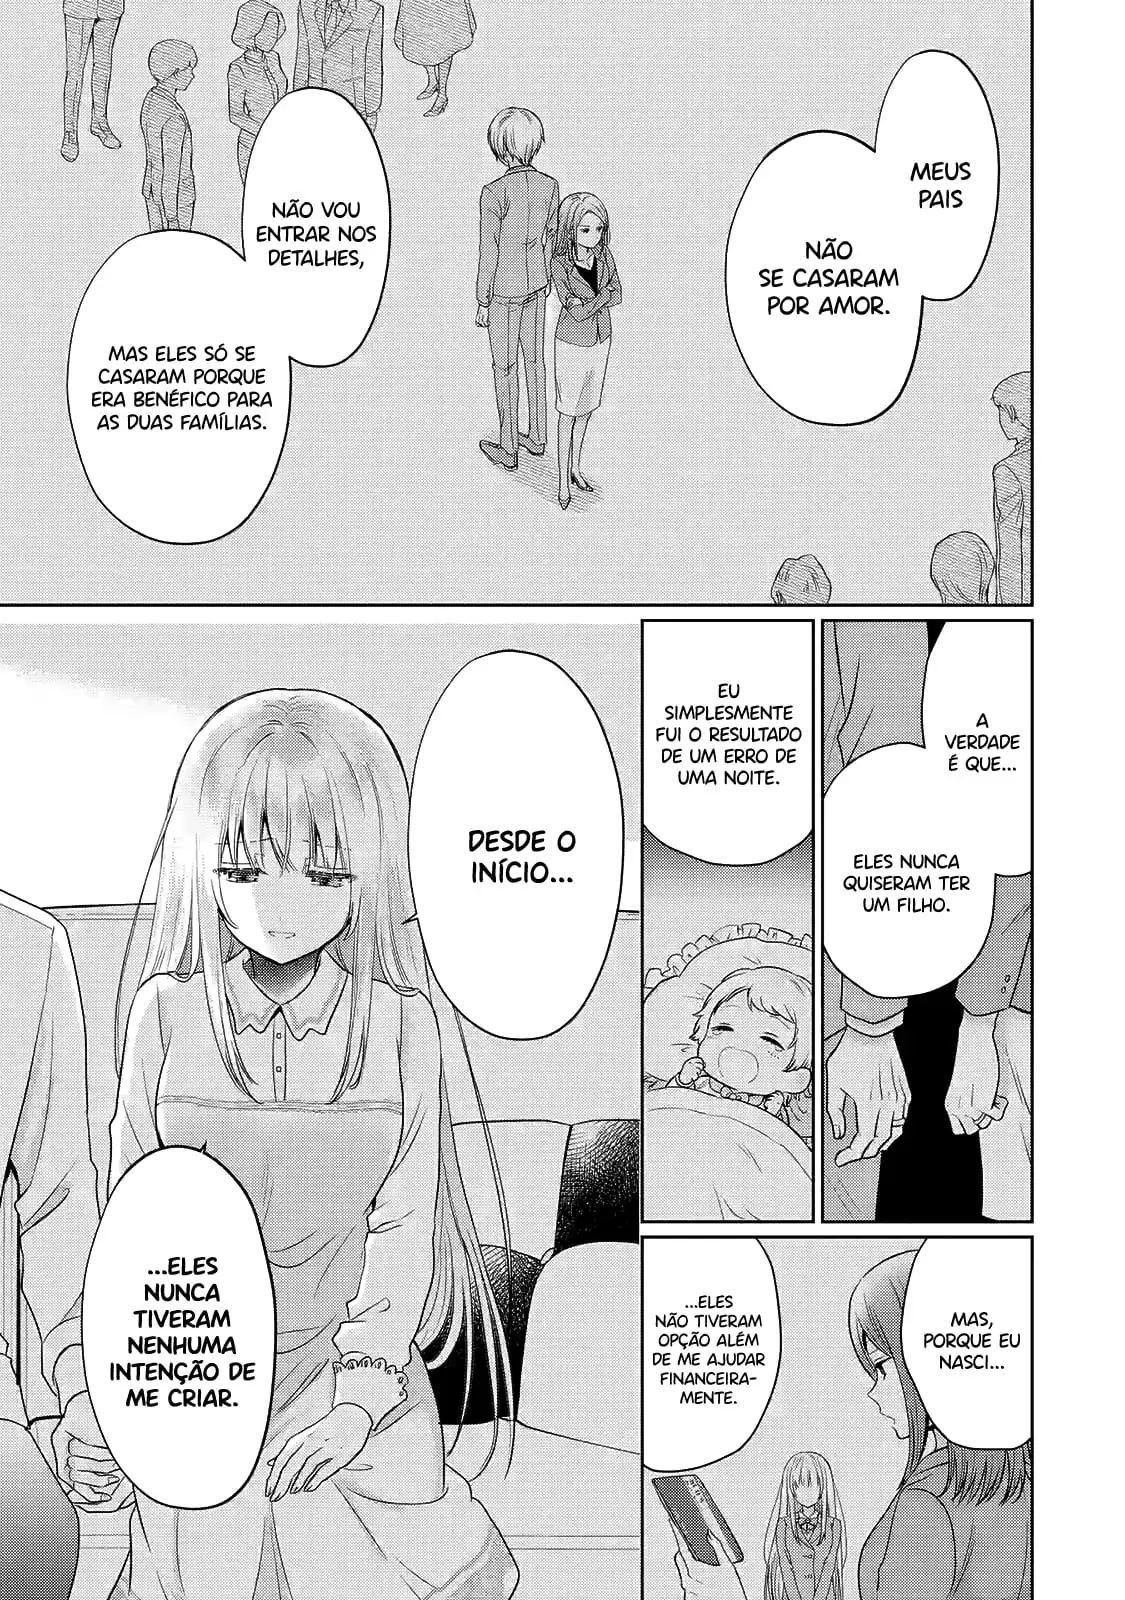 MEUS
PAIS
NÃO
SE CASARAM
POR AMOR.
NÃO VOU
ENTRAR NOS
DETALHES,
MAS ELES SÓ SE
CASARAM PORQUE
ERA BENÉFICO PARA
AS DUAS FAMÍLIAS.
A
VERDADE
É QUE...
ELES NUNCA
QUISERAM TER
UM FILHO.
EU
SIMPLESMENTE
FUI O RESULTADO
DE UM ERRO DE
UMA NOITE.
MAS,
PORQUE EU
NASCI...
...ELES
NÃO TIVERAM
OPÇÃO ALÉM
DE ME AJUDAR
FINANCEIRA-
MENTE.
DESDE O
INÍCIO...
...ELES
NUNCA
TIVERAM
NENHUMA
INTENÇÃO DE
ME CRIAR.